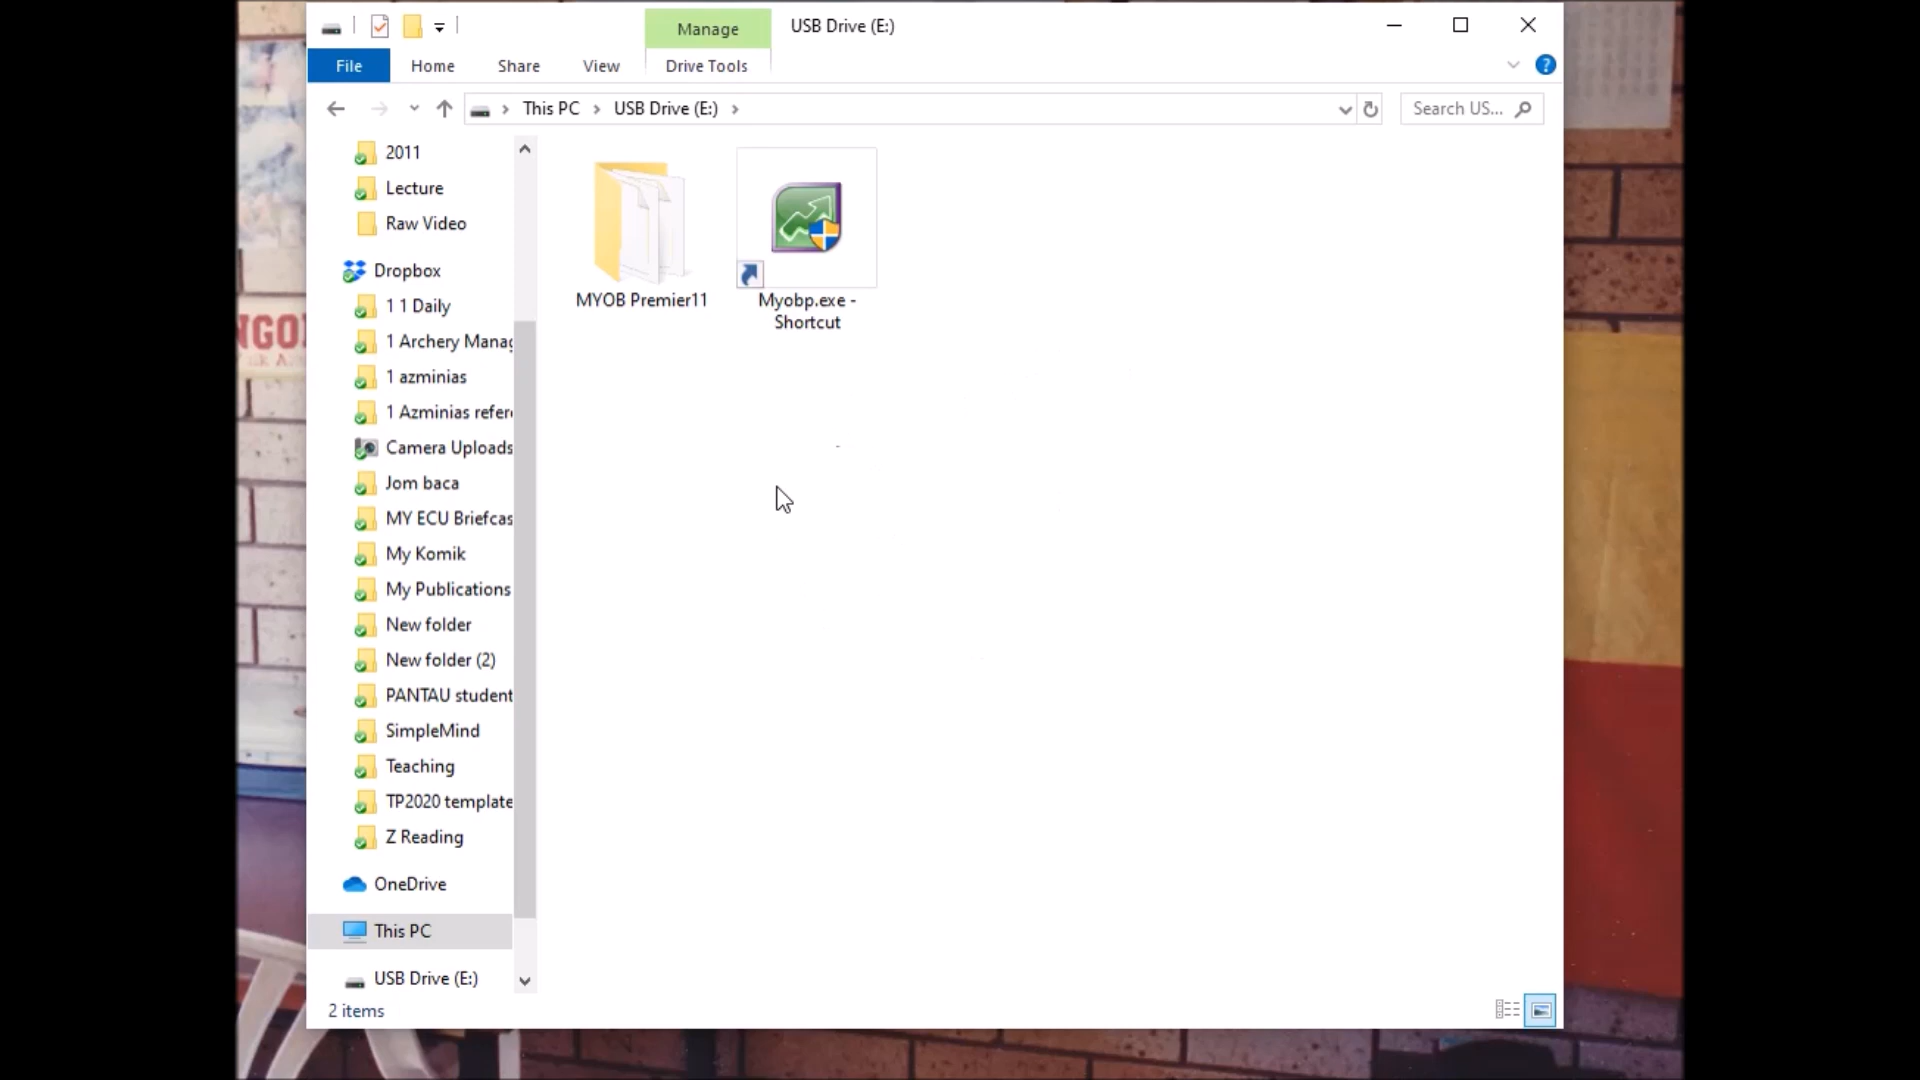 Manage
USB Drive (E:)
File
Home
Share
View
Drive Tools
This PC
USB Drive (E:)
Search US...
2011
Lecture
Raw Video
Dropbox
1 1 Daily
1 Archery Manag
1 azminias
1 Azminias refer
Camera Uploads
Jom baca
MY ECU Briefcas
My Komik
My Publications
New folder
New folder (2)
PANTAU student
SimpleMind
Teaching
TP2020 template
Z Reading
OneDrive
This PC
USB Drive (E:)
MYOB Premier11
Myobp.exe -
Shortcut
2 items